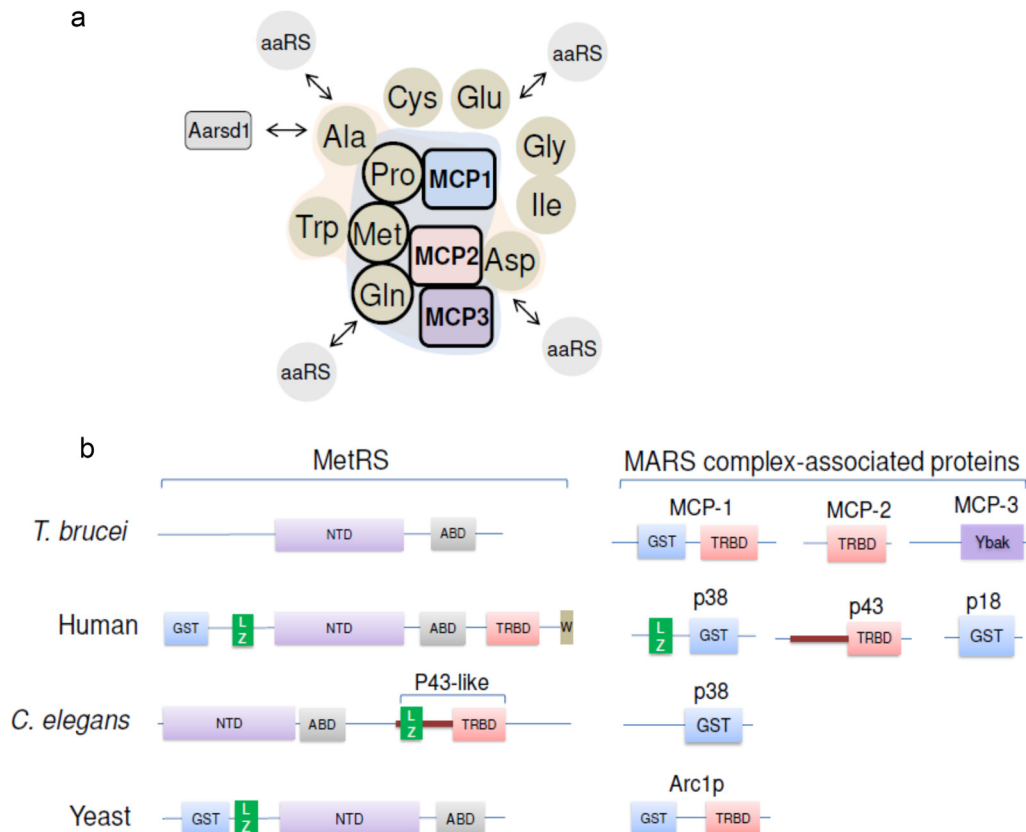 a
aaRS
aaRS
Cys
Glu
Aarsd1
Ala
Gly
Pro
MCP1
Ile
Trp
Met
MCP2
Asp
Gln
MCP3
aaRS
aaRS
b
MetRS
MARS complex-associated proteins
MCP-1
MCP-2
MCP-3
T. brucei
NTD
ABD
GST
TRBD
TRBD
Ybak
p38
p43
p18
Human
GST
L
Z
NTD
ABD
TRBD
W
L
Z
GST
TRBD
GST
P43-like
p38
C. elegans
NTD
ABD
L
Z
TRBD
GST
Arc1p
Yeast
GST
L
Z
NTD
ABD
GST
TRBD